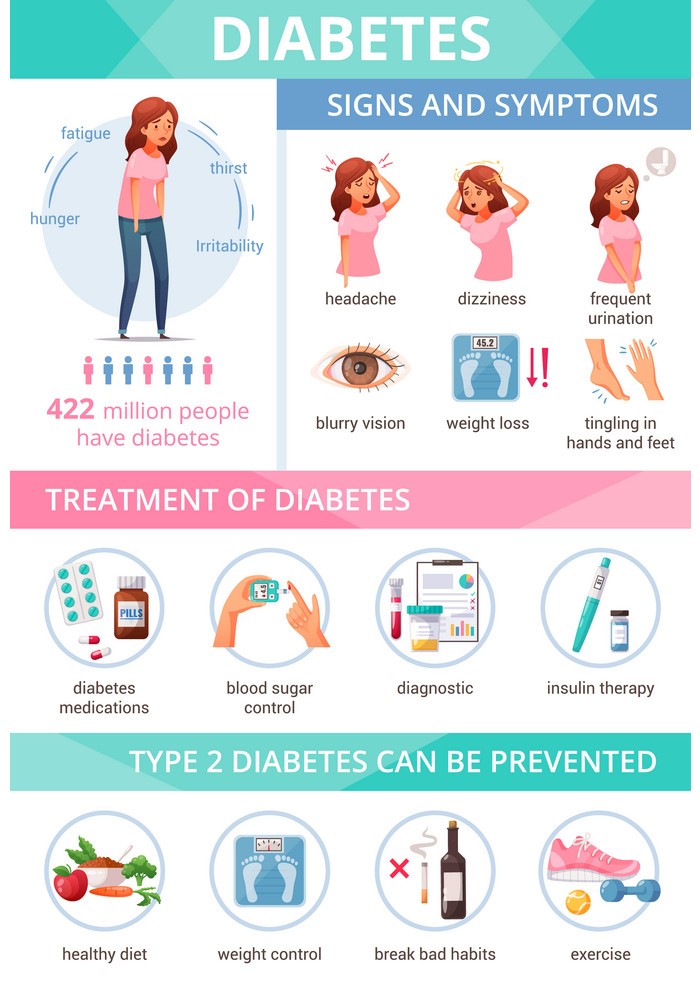 DIABETES
fatigue
thirst
hunger
Irritability
422 million people
have diabetes
SIGNS AND SYMPTOMS
headache
dizziness
frequent
urination
45.2
blurry vision
weight loss
tingling in
hands and feet
TREATMENT OF DIABETES
PILLS
diabetes
medications
blood sugar
control
diagnostic
insulin therapy
TYPE 2 DIABETES CAN BE PREVENTED
healthy diet
weight control
break bad habits
exercise